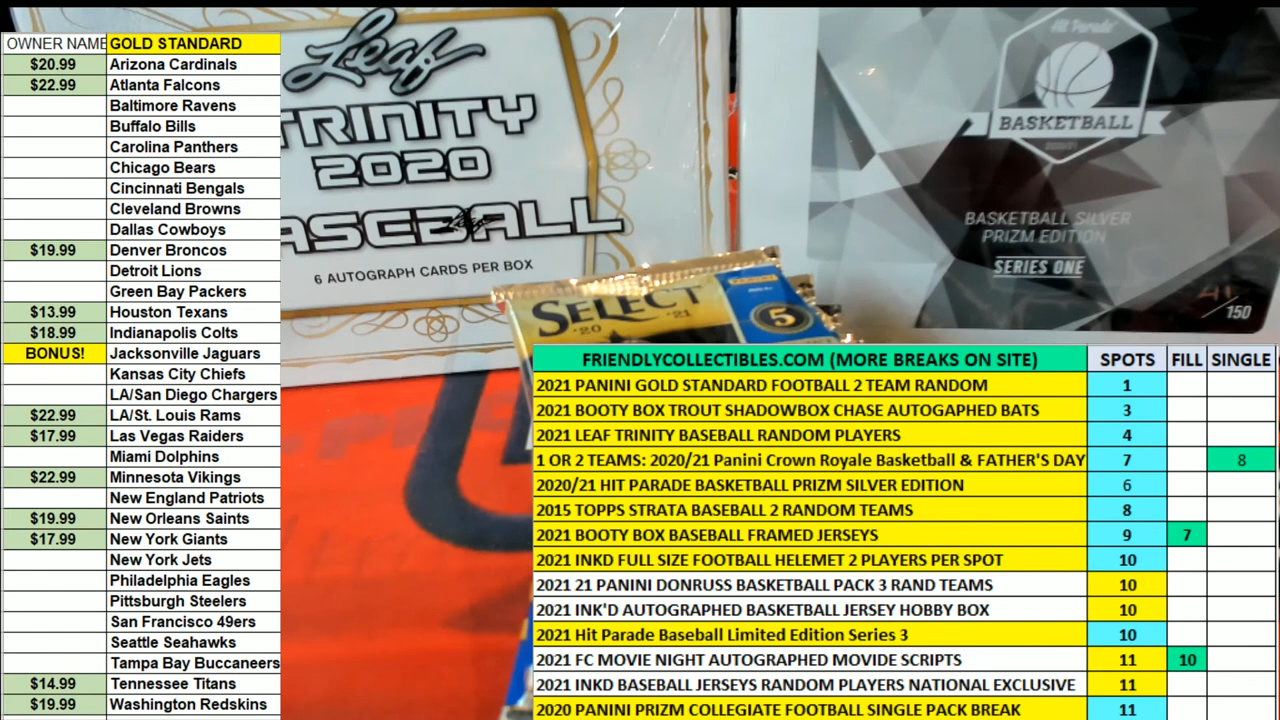 OWNER NAME GOLD STANDARD
$20.99 Arizona Cardinals
$22.99 Atlanta Falcons
Baltimore Ravens
Buffalo Bills
Carolina Panthers
Chicago Bears
Cincinnati Bengals
Cleveland Browns
Dallas Cowboys
$19.99 Denver Broncos
Detroit Lions
Green Bay Packers
$13.99 Houston Texans
$18.99 Indianapolis Colts
BONUS! Jacksonville Jaguars
Kansas City Chiefs
LA/San Diego Chargers
$22.99 LA/St. Louis Rams
$17.99 Las Vegas Raiders
Miami Dolphins
$22.99 Minnesota Vikings
New England Patriots
$19.99 New Orleans Saints
$17.99 New York Giants
New York Jets
Philadelphia Eagles
Pittsburgh Steelers
San Francisco 49ers
Seattle Seahawks
Tampa Bay Buccaneers
$14.99 Tennessee Titans
$19.99 Washington Redskins
Leaf
TRINITY
2020
BASEBALL
6 AUTOGRAPH CARDS PER BOX
Hit Parade
BASKETBALL
BASKETBALL SILVER
PRIZM EDITION
SERIES ONE
/150
SELECT
'20 '21
PANINI
5
FRIENDLYCOLLECTIBLES.COM (MORE BREAKS ON SITE) SPOTS FILL SINGLE
2021 PANINI GOLD STANDARD FOOTBALL 2 TEAM RANDOM 1
2021 BOOTY BOX TROUT SHADOWBOX CHASE AUTOGAPHED BATS 3
2021 LEAF TRINITY BASEBALL RANDOM PLAYERS 4
1 OR 2 TEAMS: 2020/21 Panini Crown Royale Basketball & FATHER'S DAY 7 8
2020/21 HIT PARADE BASKETBALL PRIZM SILVER EDITION 6
2015 TOPPS STRATA BASEBALL 2 RANDOM TEAMS 8
2021 BOOTY BOX BASEBALL FRAMED JERSEYS 9 7
2021 INKD FULL SIZE FOOTBALL HELEMET 2 PLAYERS PER SPOT 10
2021 21 PANINI DONRUSS BASKETBALL PACK 3 RAND TEAMS 10
2021 INK'D AUTOGRAPHED BASKETBALL JERSEY HOBBY BOX 10
2021 Hit Parade Baseball Limited Edition Series 3 10
2021 FC MOVIE NIGHT AUTOGRAPHED MOVIDE SCRIPTS 11 10
2021 INKD BASEBALL JERSEYS RANDOM PLAYERS NATIONAL EXCLUSIVE 11
2020 PANINI PRIZM COLLEGIATE FOOTBALL SINGLE PACK BREAK 11